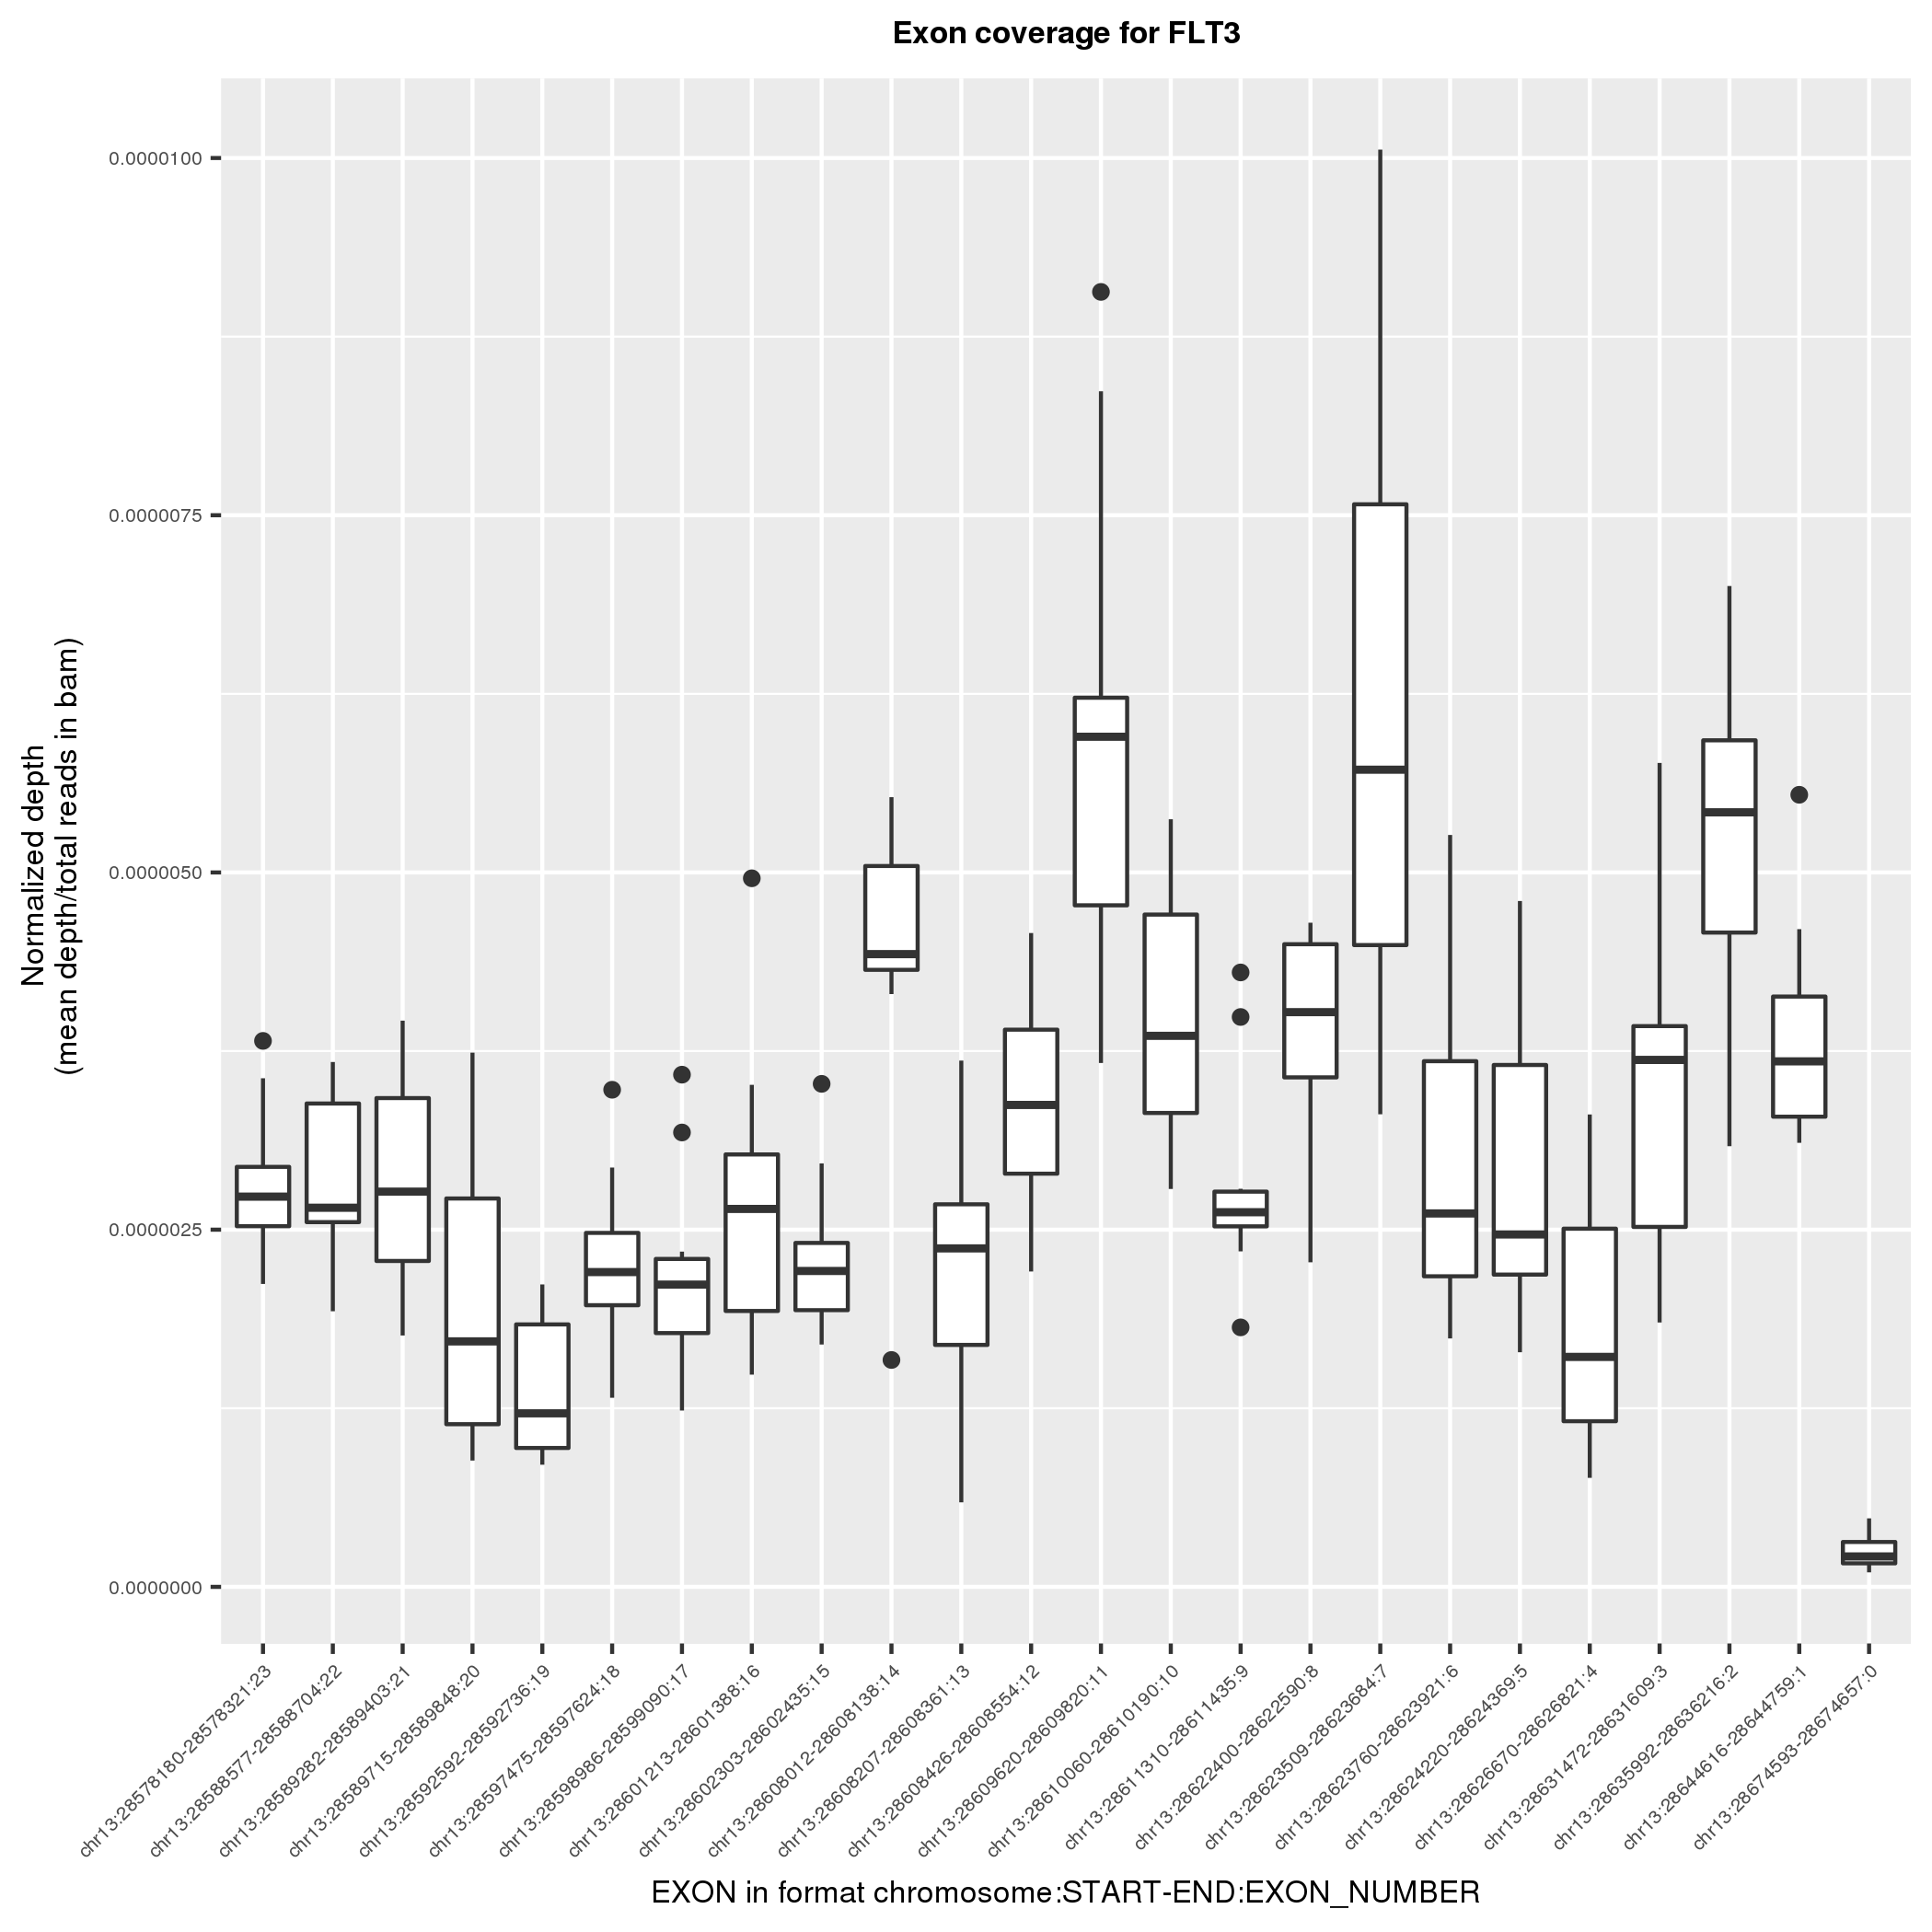 Exon coverage for FLT3
0.0000100
0.0000075
0.0000050
0.0000025
0.0000000
Normalized depth
(mean depth/total reads in bam)
chr13:28578180-28578321:23
chr13:28588577-28588704:22
chr13:28589282-28589403:21
chr13:28589715-28589848:20
chr13:28592592-28592736:19
chr13:28597475-28597624:18
chr13:28598986-28599090:17
chr13:28601213-28601388:16
chr13:28602303-28602435:15
chr13:28608012-28608138:14
chr13:28608207-28608361:13
chr13:28608426-28608554:12
chr13:28609620-28609820:11
chr13:28610060-28610190:10
chr13:28611310-28611435:9
chr13:28622400-28622590:8
chr13:28623509-28623684:7
chr13:28623760-28623921:6
chr13:28624220-28624369:5
chr13:28626670-28626821:4
chr13:28631472-28631609:3
chr13:28635992-28636216:2
chr13:28644616-28644759:1
chr13:28674593-28674657:0
EXON in format chromosome:START-END:EXON_NUMBER